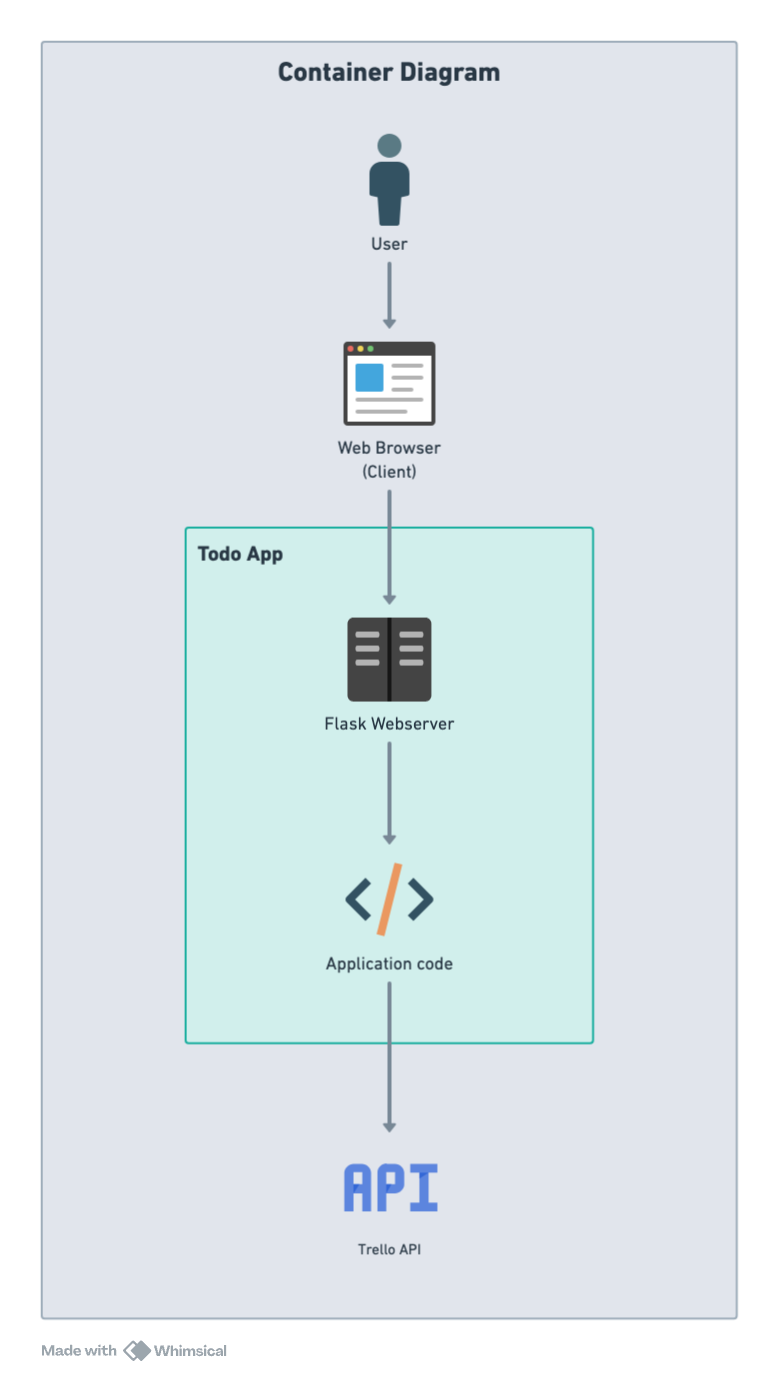 Container Diagram
User
Web Browser
(Client)
Todo App
Flask Webserver
Application code
API
Trello API
Made with Whimsical